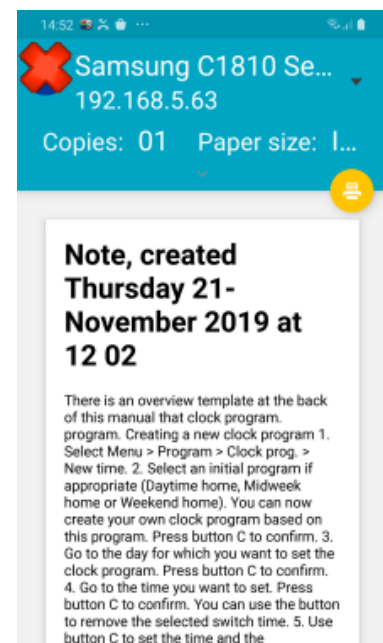 14:52
Samsung C1810 Se...
192.168.5.63
Copies: 01 Paper size: I...
Note, created
Thursday 21-
November 2019 at
12 02
There is an overview template at the back
of this manual that clock program.
program. Creating a new clock program 1.
Select Menu > Program > Clock prog. >
New time. 2. Select an initial program if
appropriate (Daytime home, Midweek
home or Weekend home). You can now
create your own clock program based on
this program. Press button C to confirm. 3.
Go to the day for which you want to set the
clock program. Press button C to confirm.
4. Go to the time you want to set. Press
button C to confirm. You can use the button
to remove the selected switch time. 5. Use
button C to set the time and the